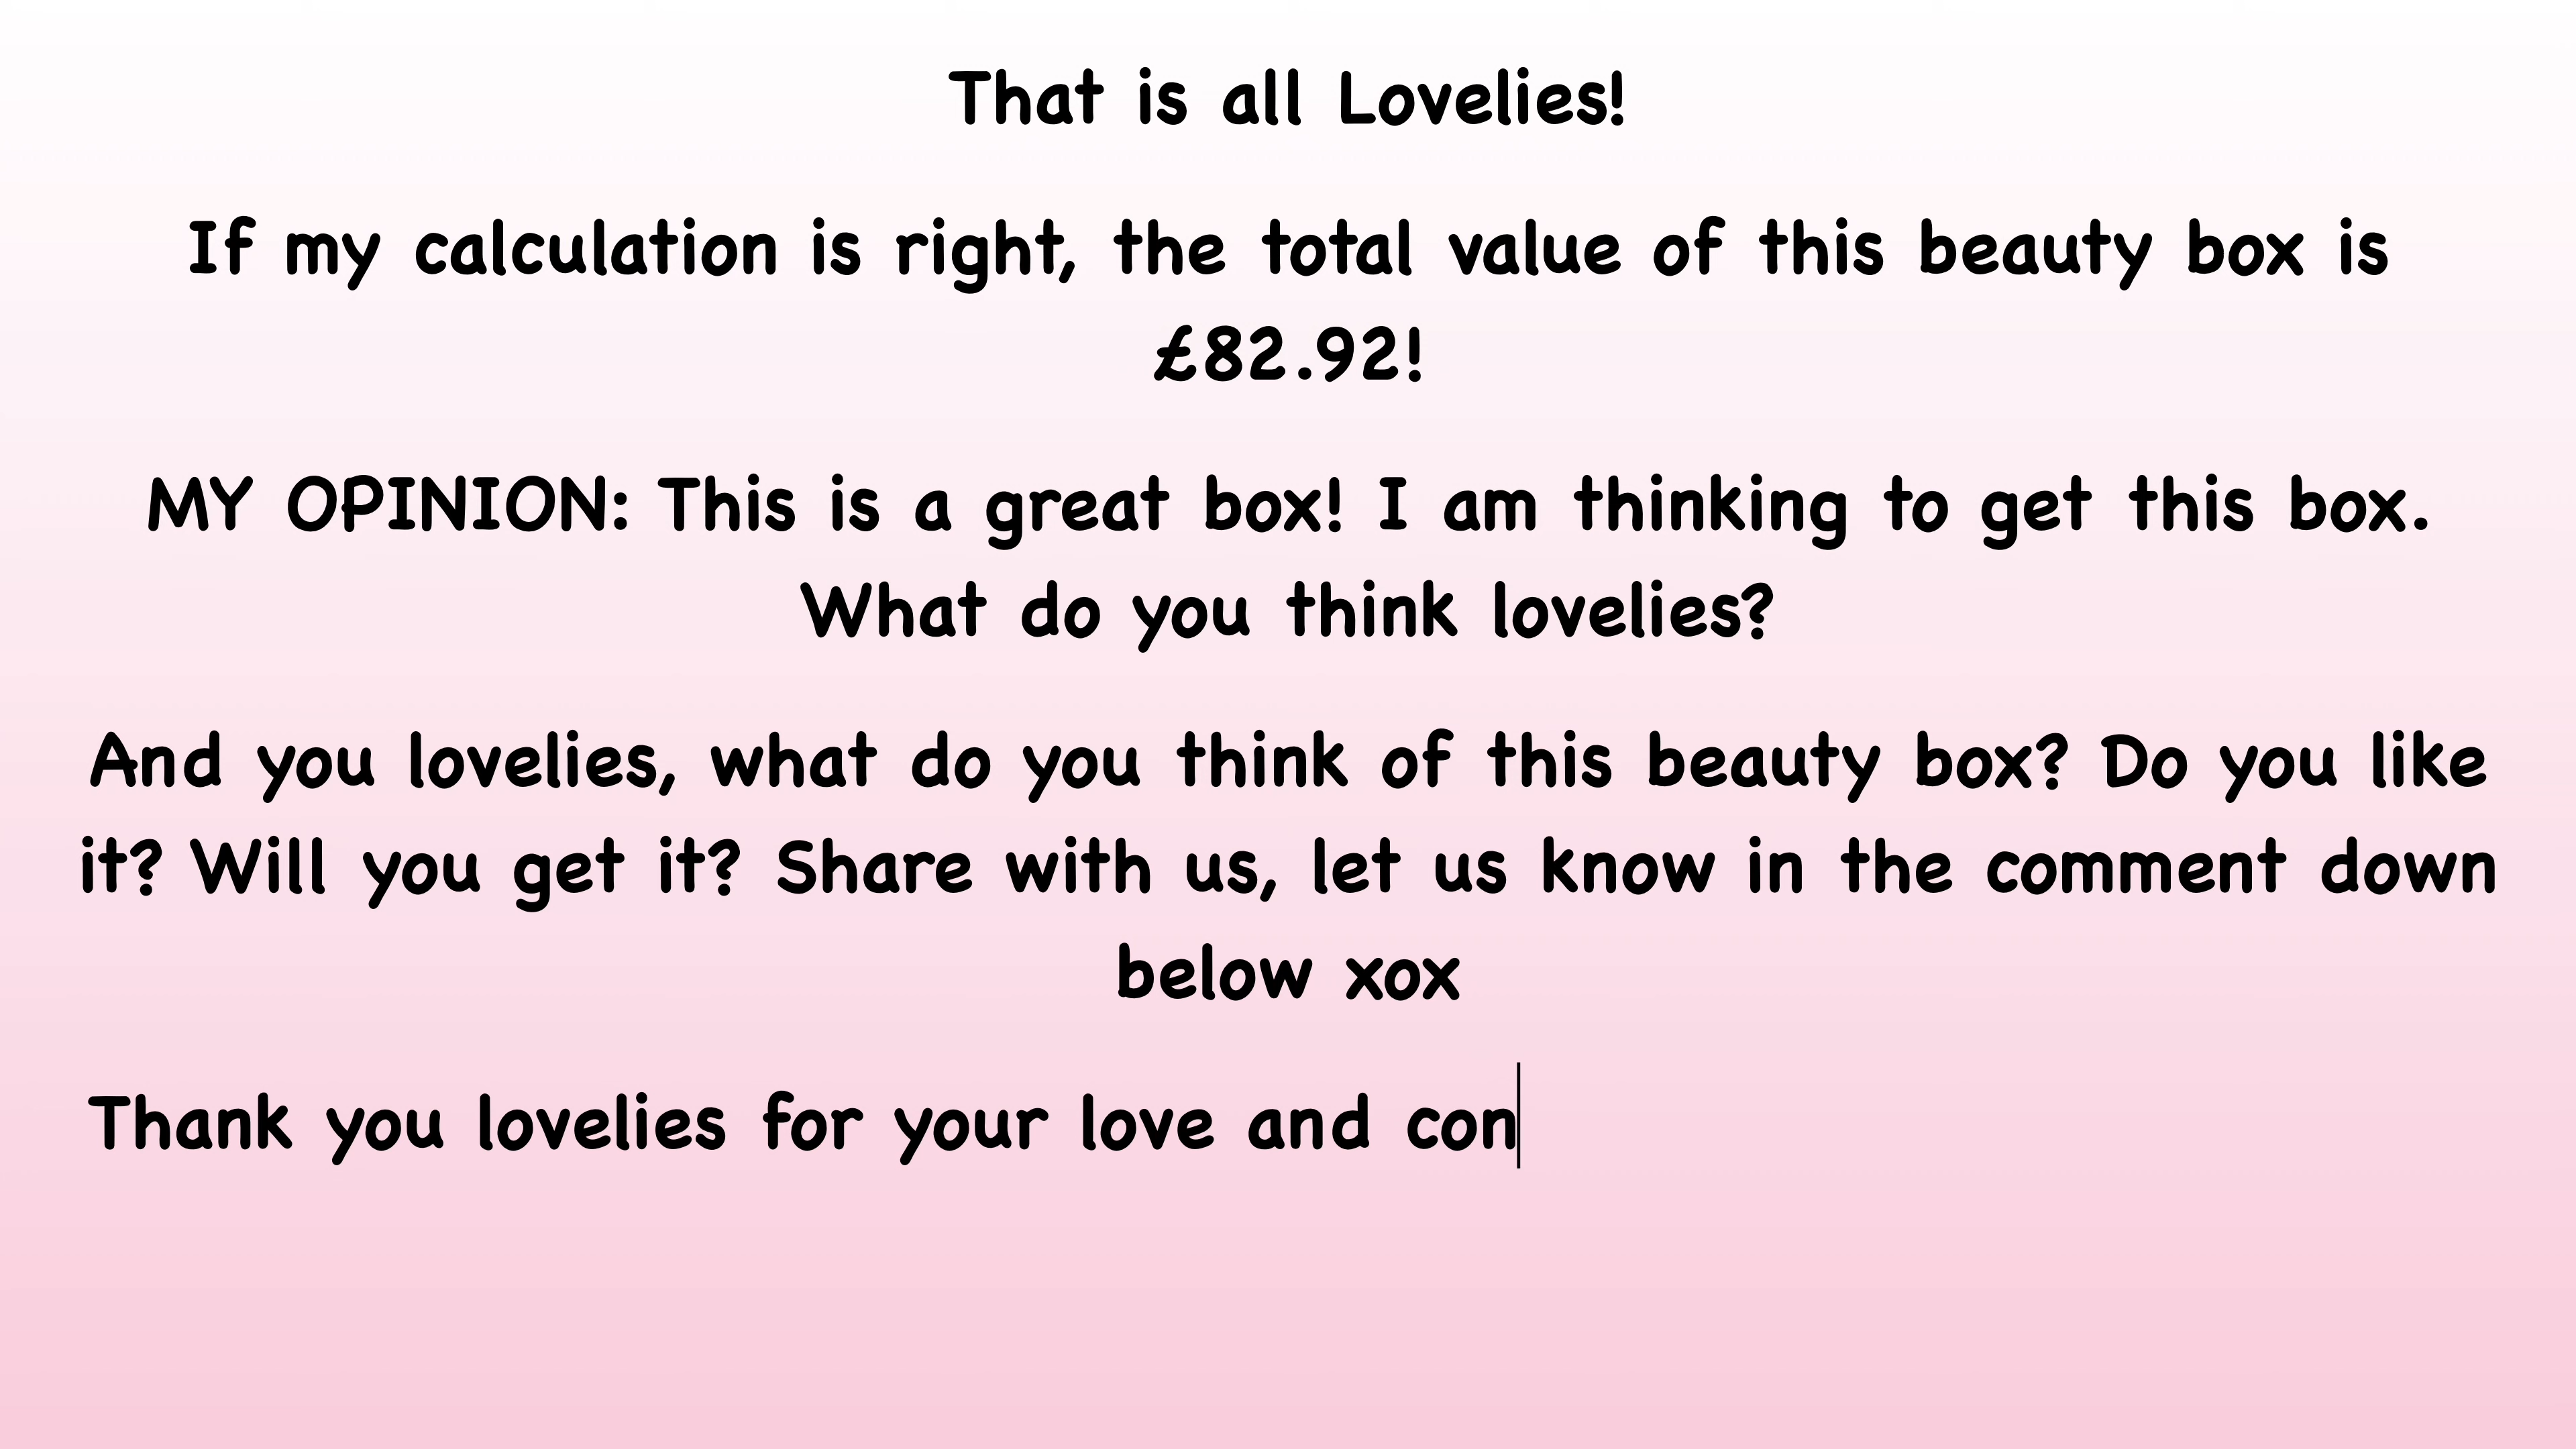 That is all Lovelies!
If my calculation is right, the total value of this beauty box is
£82.92!
MY OPINION: This is a great box! I am thinking to get this box.
What do you think lovelies?
And you lovelies, what do you think of this beauty box? Do you like
it? Will you get it? Share with us, let us know in the comment down
below xox
Thank you lovelies for your love and con